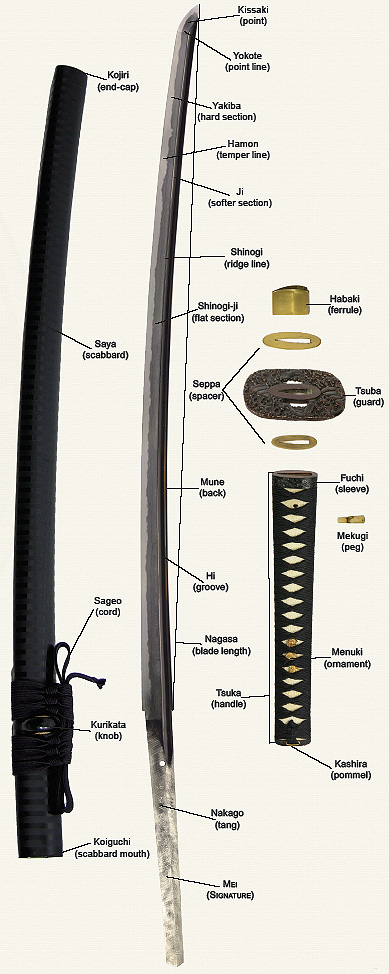 Kissaki
(point)
Yokote
(point line)
Kojiri
(end-cap)
Yakiba
(hard section)
Hamon
(temper line)
Ji
(softer section)
Shinogi
(ridge line)
Habaki
(ferrule)
Shinogi-ji
(flat section)
Saya
(scabbard)
Seppa
(spacer)
Tsuba
(guard)
Mune
(back)
Fuchi
(sleeve)
Mekugi
(peg)
Hi
(groove)
Sageo
(cord)
Nagasa
(blade length)
Menuki
(ornament)
Tsuka
(handle)
Kurikata
(knob)
Kashira
(pommel)
Nakago
(tang)
Koiguchi
(scabbard mouth)
Mei
(Signature)